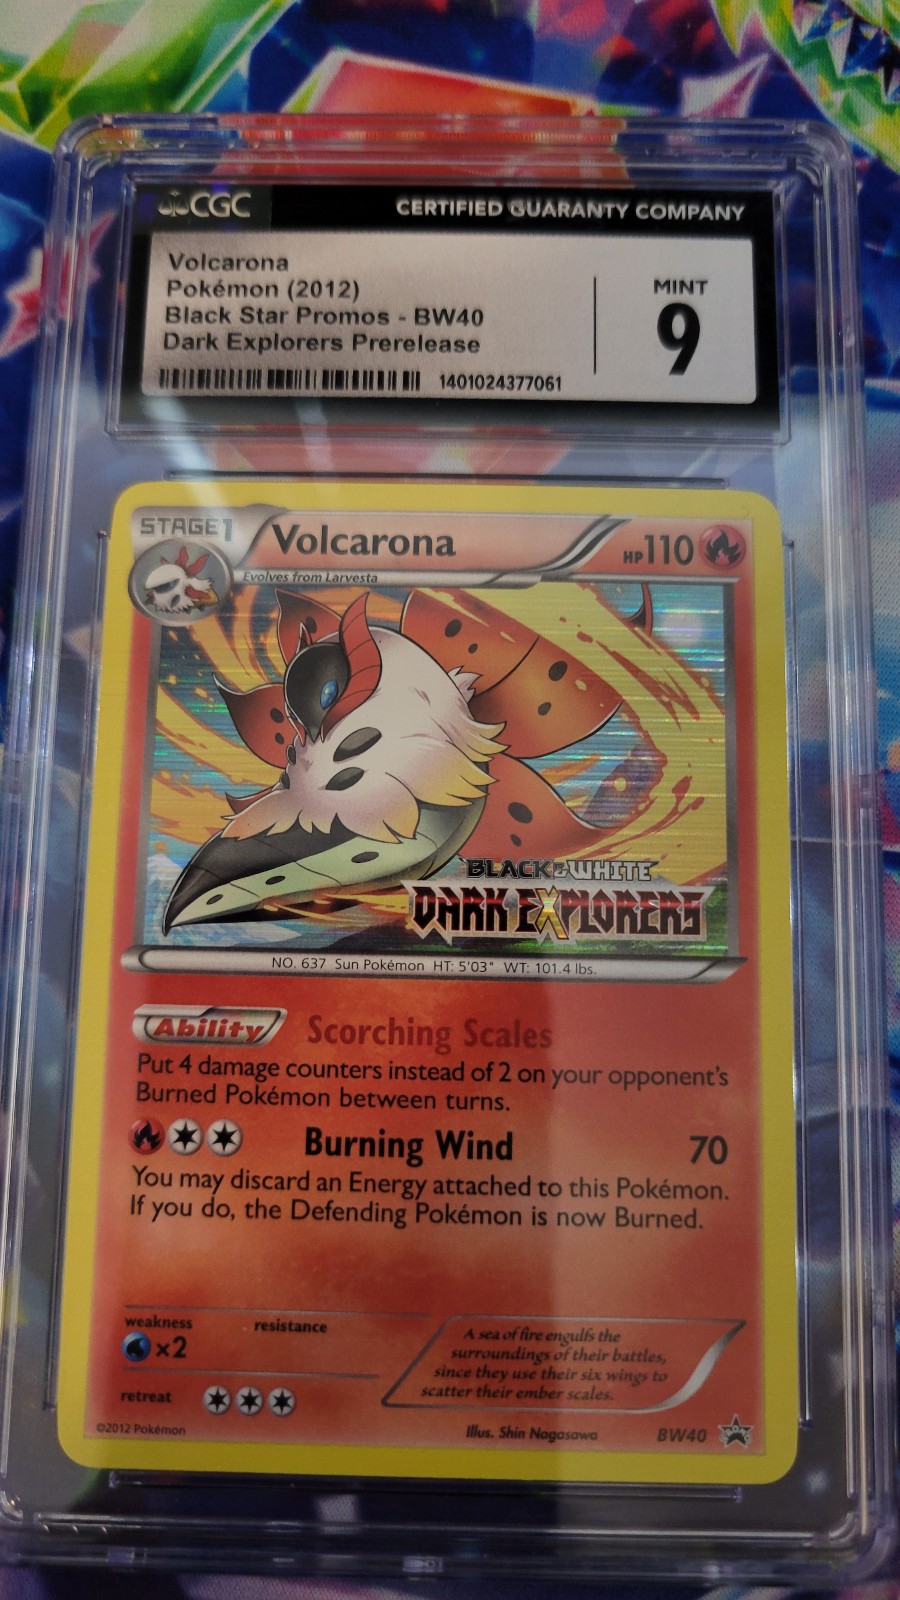 CGC CERTIFIED GUARANTY COMPANY
Volcarona
Pokémon (2012)
Black Star Promos - BW40
Dark Explorers Prerelease
1401024377061
MINT
9
STAGE1 Volcarona HP110
Evolves from Larvesta
BLACK & WHITE
DARK EXPLORERS
NO. 637 Sun Pokémon HT: 5'03" WT: 101.4 lbs.
Ability Scorching Scales
Put 4 damage counters instead of 2 on your opponent's
Burned Pokémon between turns.
Burning Wind 70
You may discard an Energy attached to this Pokémon.
If you do, the Defending Pokémon is now Burned.
weakness resistance
×2
retreat
A sea of fire engulfs the
surroundings of their battles,
since they use their six wings to
scatter their ember scales.
©2012 Pokémon Illus. Shin Nagasawa BW40